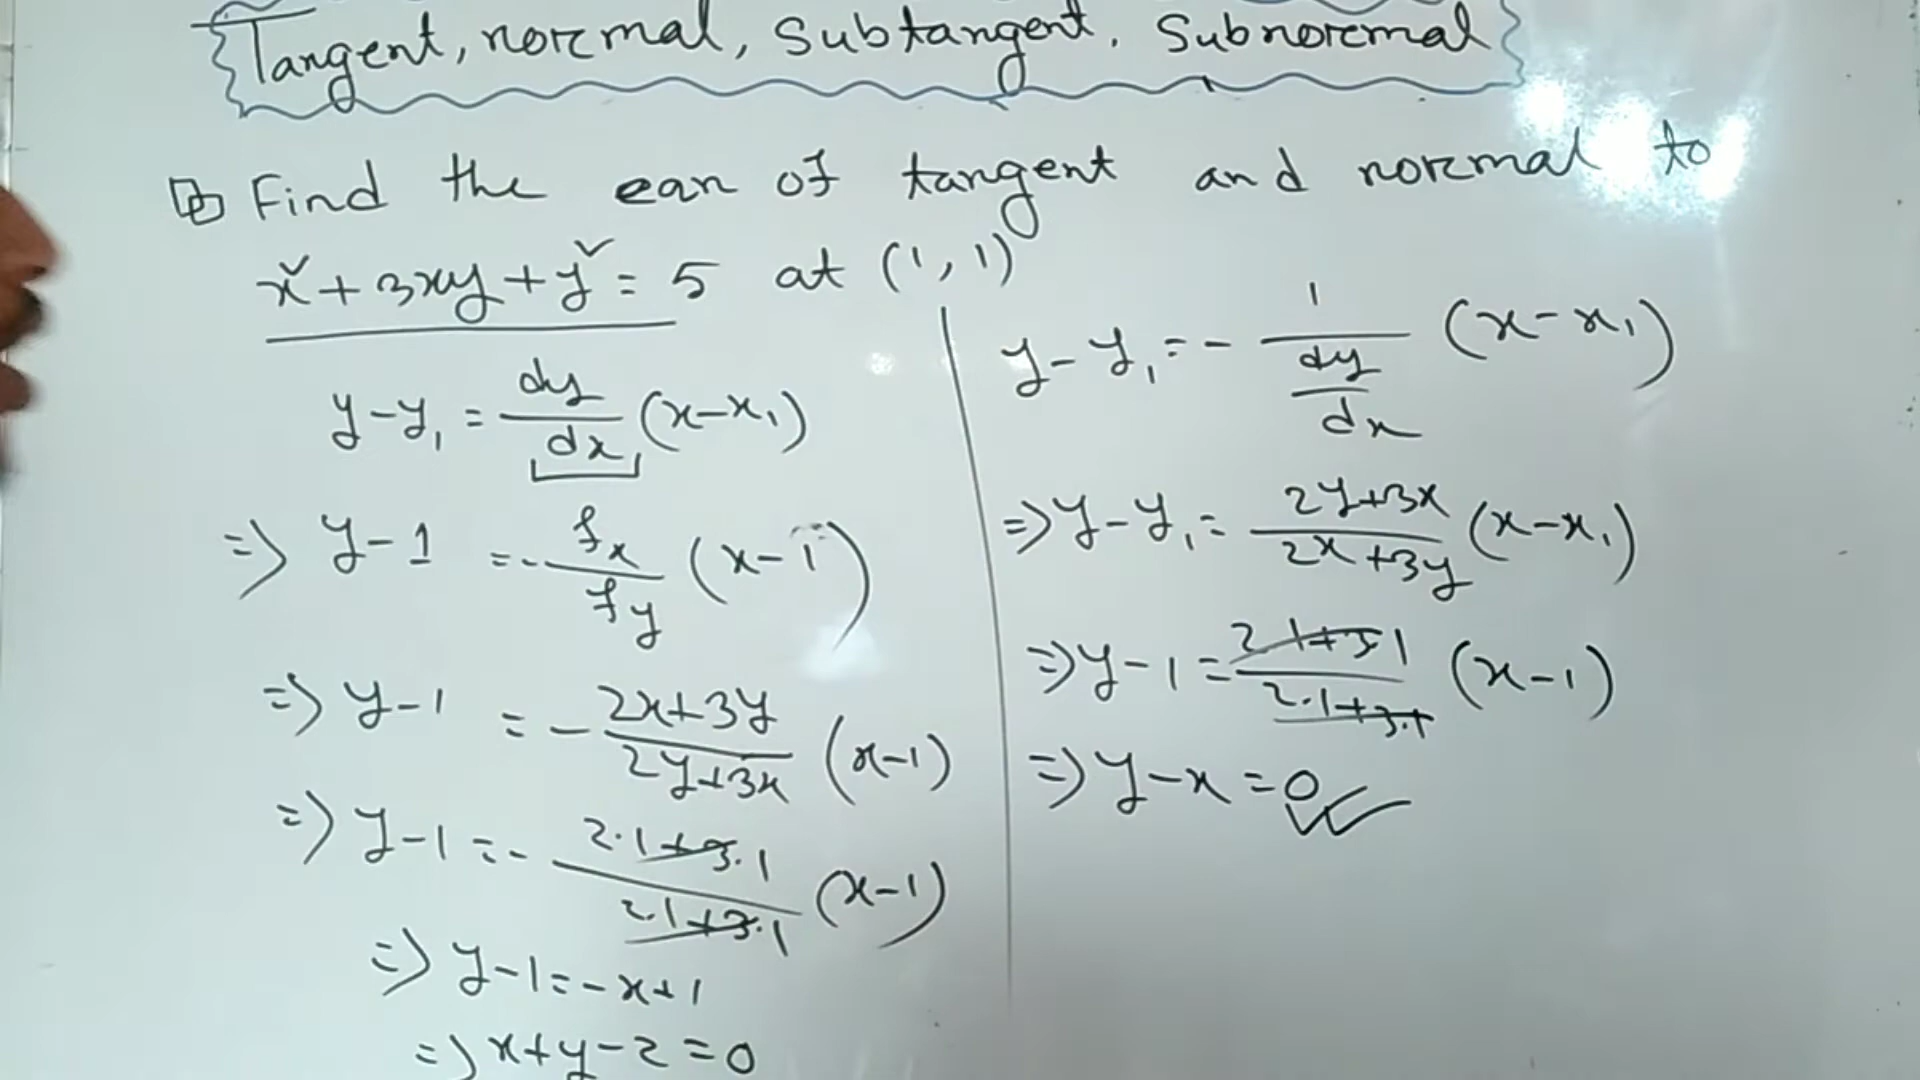 Tangent, normal, Subtangent, Subnormal
Find the eqn of tangent and normal to
x² + 3xy + y² = 5 at (1, 1)
y - y₁ = dy/dx (x - x₁)
⇒ y - 1 = - fx/fy (x - 1)
⇒ y - 1 = - (2x+3y)/(2y+3x) (x - 1)
⇒ y - 1 = - (2.1+3.1)/(2.1+3.1) (x - 1)
⇒ y - 1 = - x + 1
⇒ x + y - 2 = 0
y - y₁ = - 1/(dy/dx) (x - x₁)
⇒ y - y₁ = (2y+3x)/(2x+3y) (x - x₁)
⇒ y - 1 = (2 1+3 1)/(2.1+3.1) (x - 1)
⇒ y - x = 0